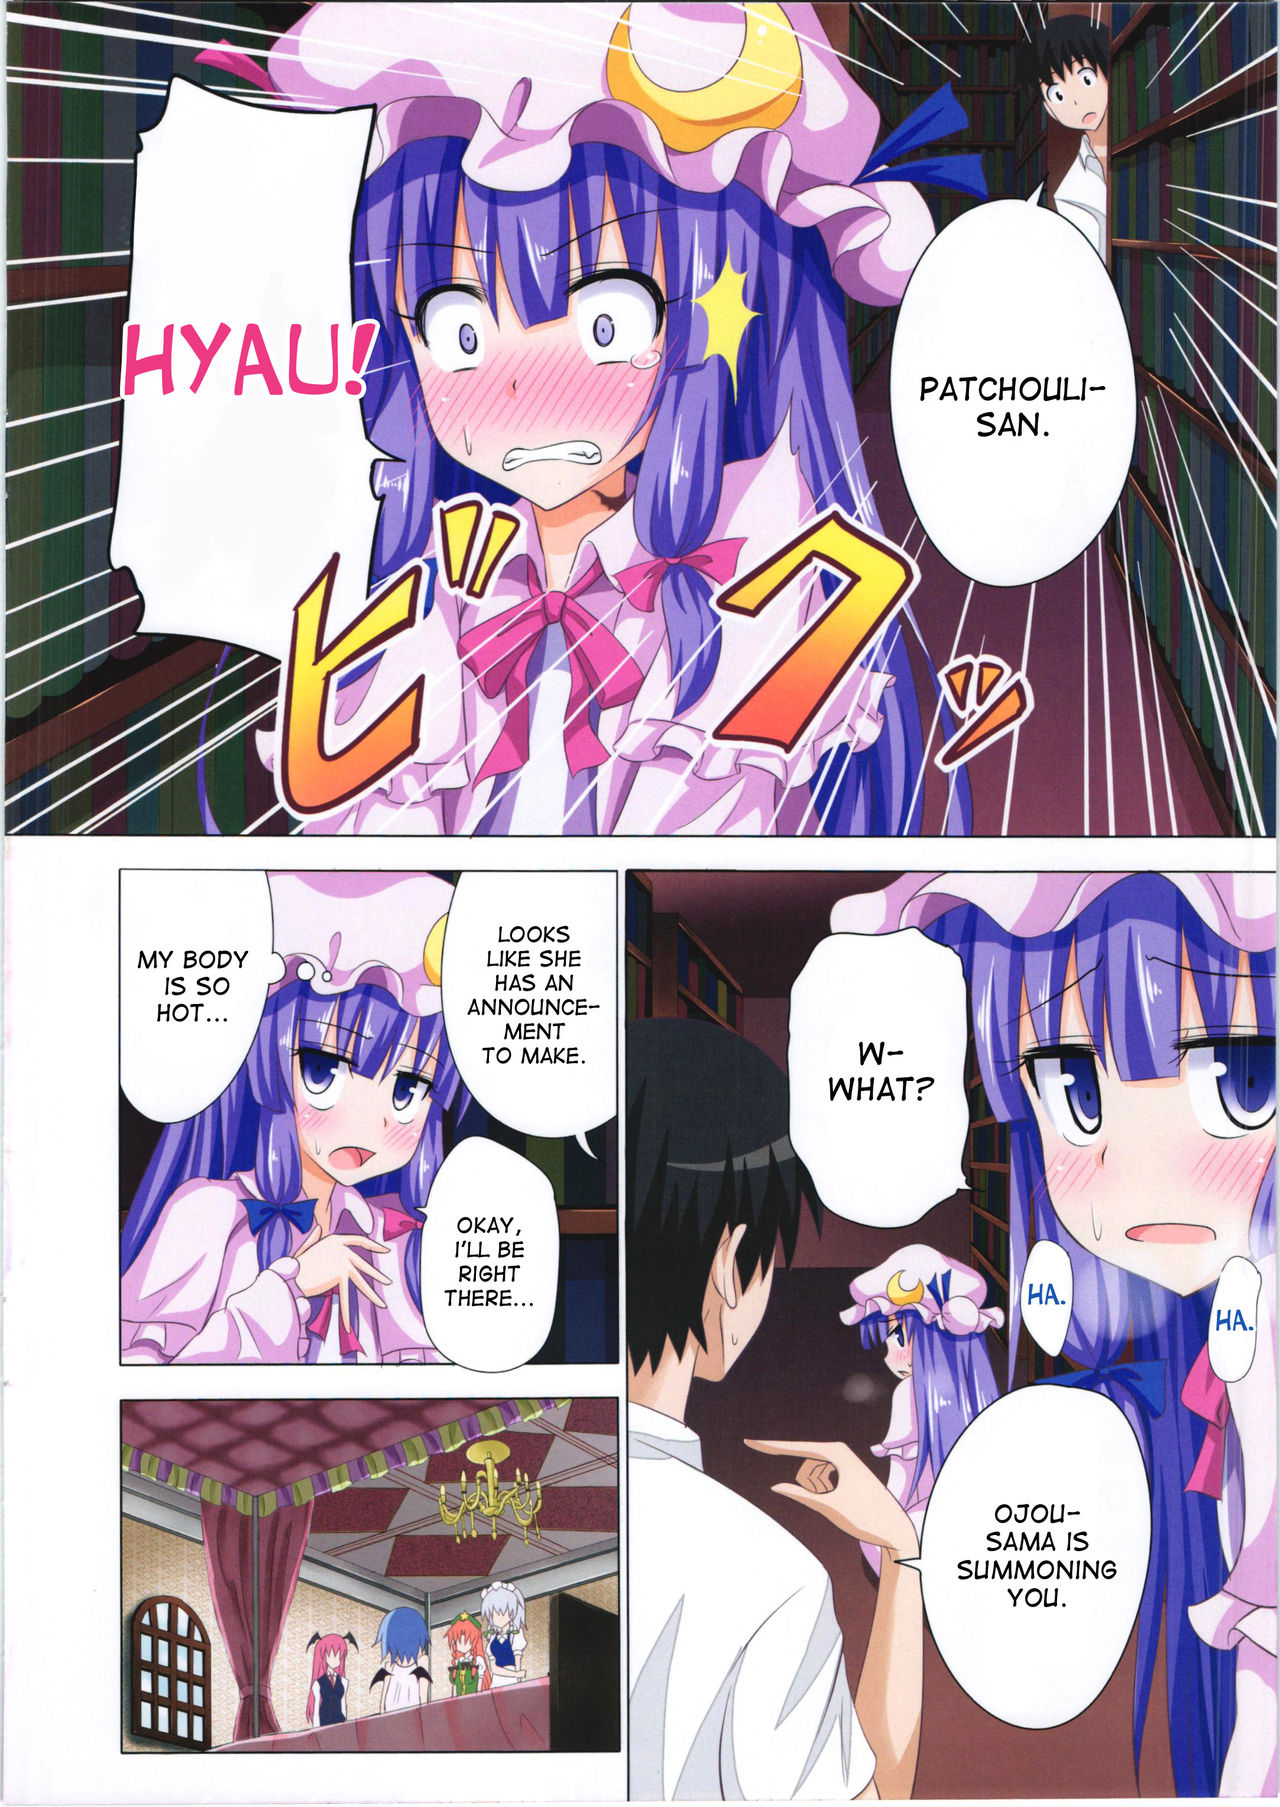 PATCHOULI-
SAN.
HYAU!
ビクッ
W-
WHAT?
HA.
HA.
OJOU-
SAMA IS
SUMMONING
YOU.
LOOKS
LIKE SHE
HAS AN
ANNOUNCE-
MENT
TO MAKE.
MY BODY
IS SO
HOT...
OKAY,
I'LL BE
RIGHT
THERE...